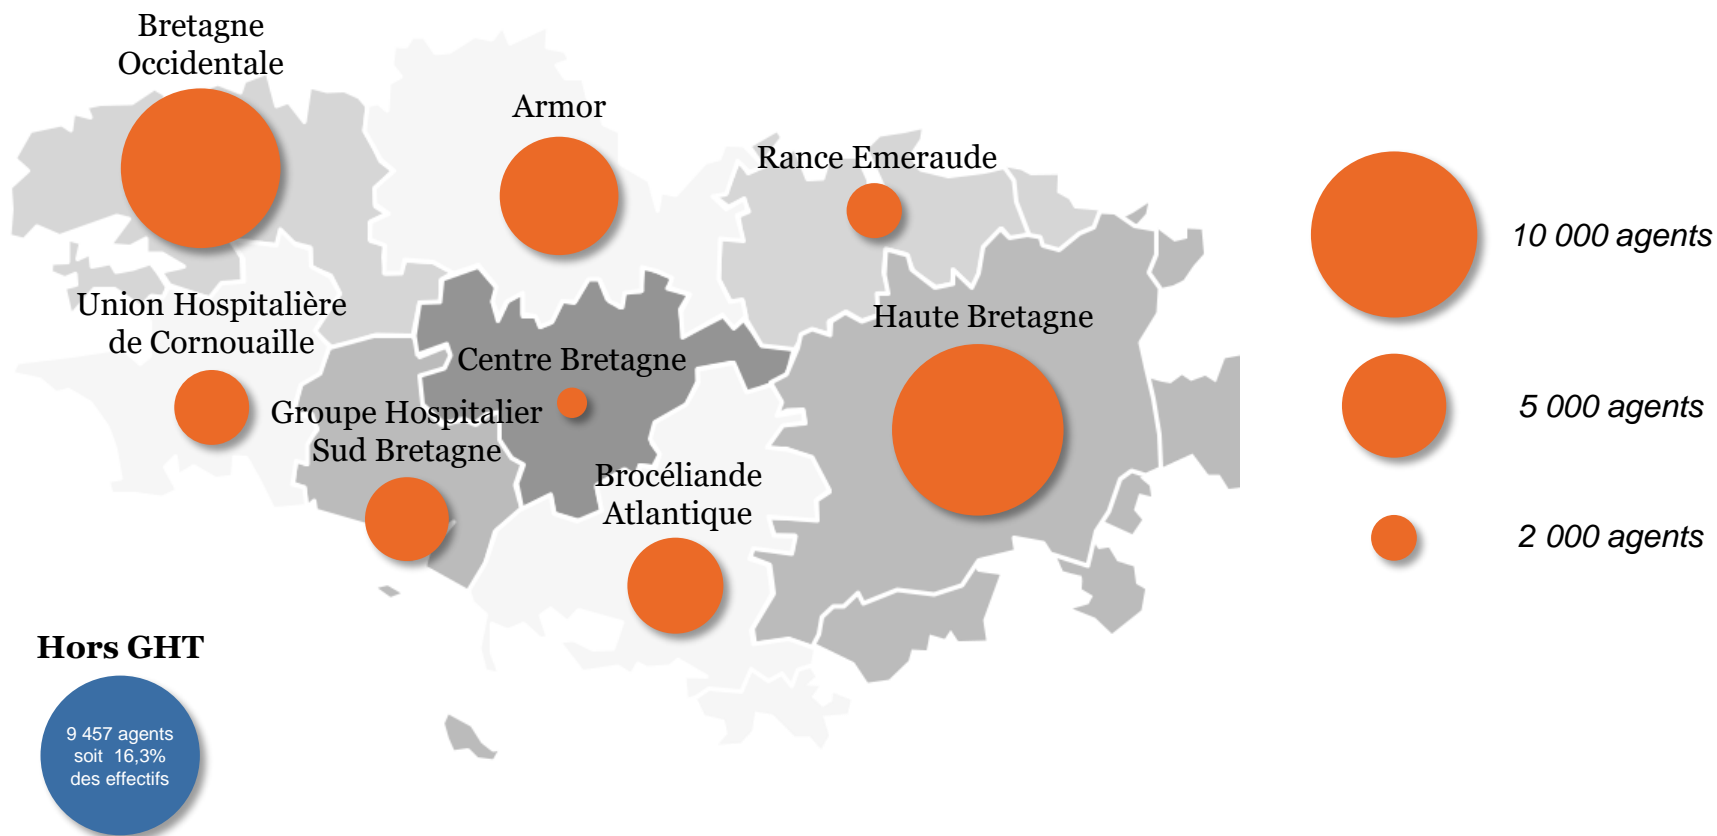 Bretagne
Occidentale
Armor
Rance Emeraude
10 000 agents
Union Hospitalière
de Cornouaille
Haute Bretagne
Centre Bretagne
5 000 agents
Groupe Hospitalier
Sud Bretagne
Brocéliande
Atlantique
2 000 agents
Hors GHT
9 457 agents
soit 16,3%
des effectifs